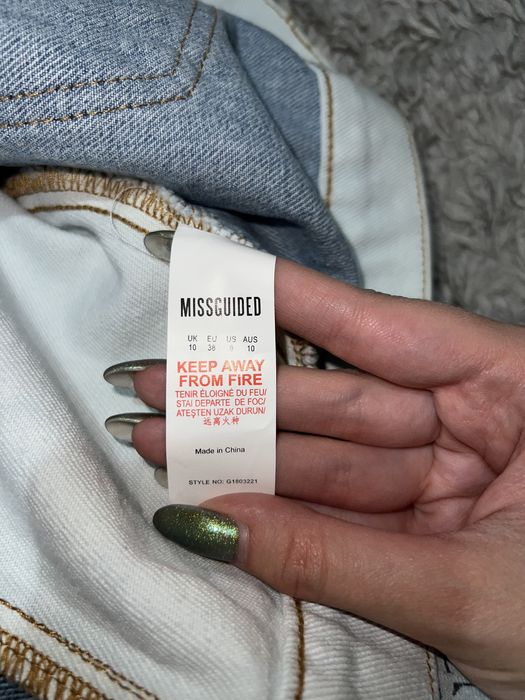 MISSGUIDED
UK EU US AUS
10 38 6 10
KEEP AWAY
FROM FIRE
TENIR ÉLOIGNÉ DU FEU/
STAI DEPARTE DE FOC/
ATEŞTEN UZAK DURUN/
远离火种
Made in China
STYLE NO: G1803221